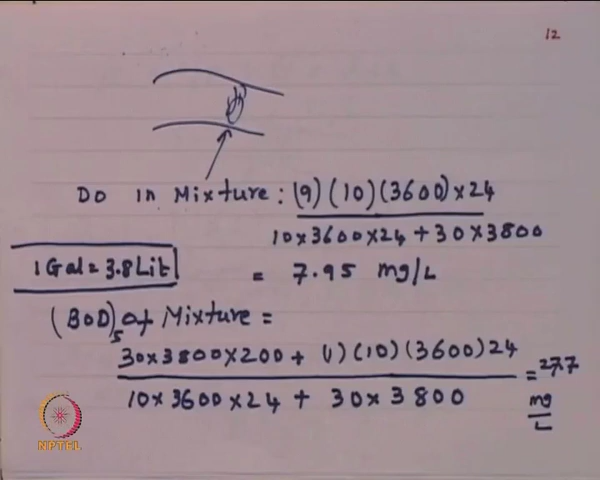 12
DO in Mixture : (9)(10)(3600)×24
10×3600×24 + 30×3800
1 Gal = 3.8 Lit
= 7.95 mg/L
(BOD)5 of Mixture =
30×3800×200 + (1)(10)(3600)24
10×3600×24 + 30×3800
= 27.7 mg/L
NPTEL